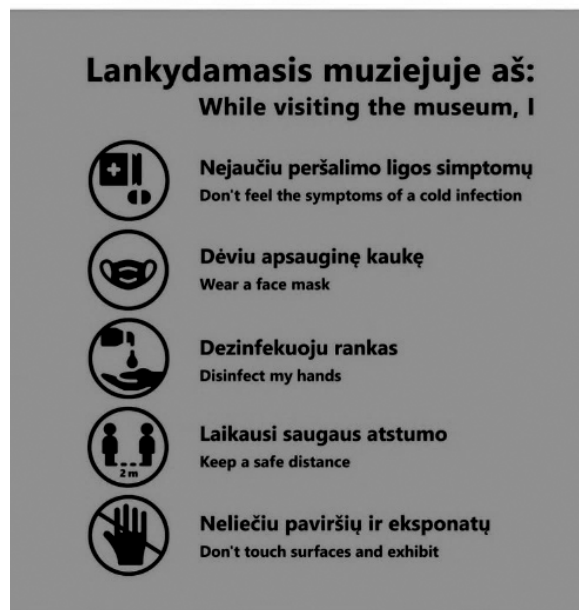 Lankydamasis muziejuje aš:
While visiting the museum, I
Nejaučiu peršalimo ligos simptomų
Don't feel the symptoms of a cold infection
Dėviu apsauginę kaukę
Wear a face mask
Dezinfekuoju rankas
Disinfect my hands
Laikausi saugaus atstumo
Keep a safe distance
2 m
Neliečiu paviršių ir eksponatų
Don't touch surfaces and exhibit